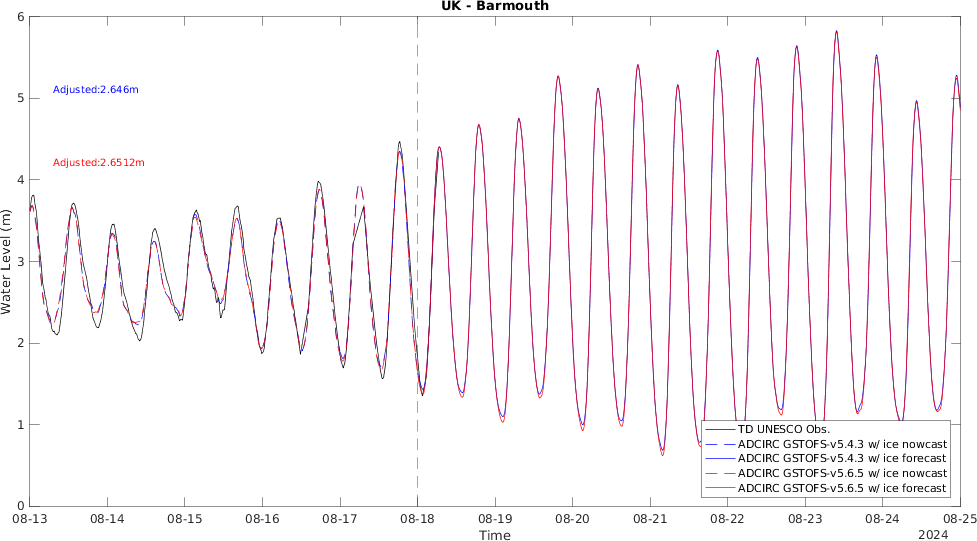 UK - Barmouth
6
5
4
3
2
1
0
Water Level (m)
Adjusted:2.646m
Adjusted:2.6512m
TD UNESCO Obs.
ADCIRC GSTOFS-v5.4.3 w/ ice nowcast
ADCIRC GSTOFS-v5.4.3 w/ ice forecast
ADCIRC GSTOFS-v5.6.5 w/ ice nowcast
ADCIRC GSTOFS-v5.6.5 w/ ice forecast
08-13 08-14 08-15 08-16 08-17 08-18 08-19 08-20 08-21 08-22 08-23 08-24 08-25
Time
2024